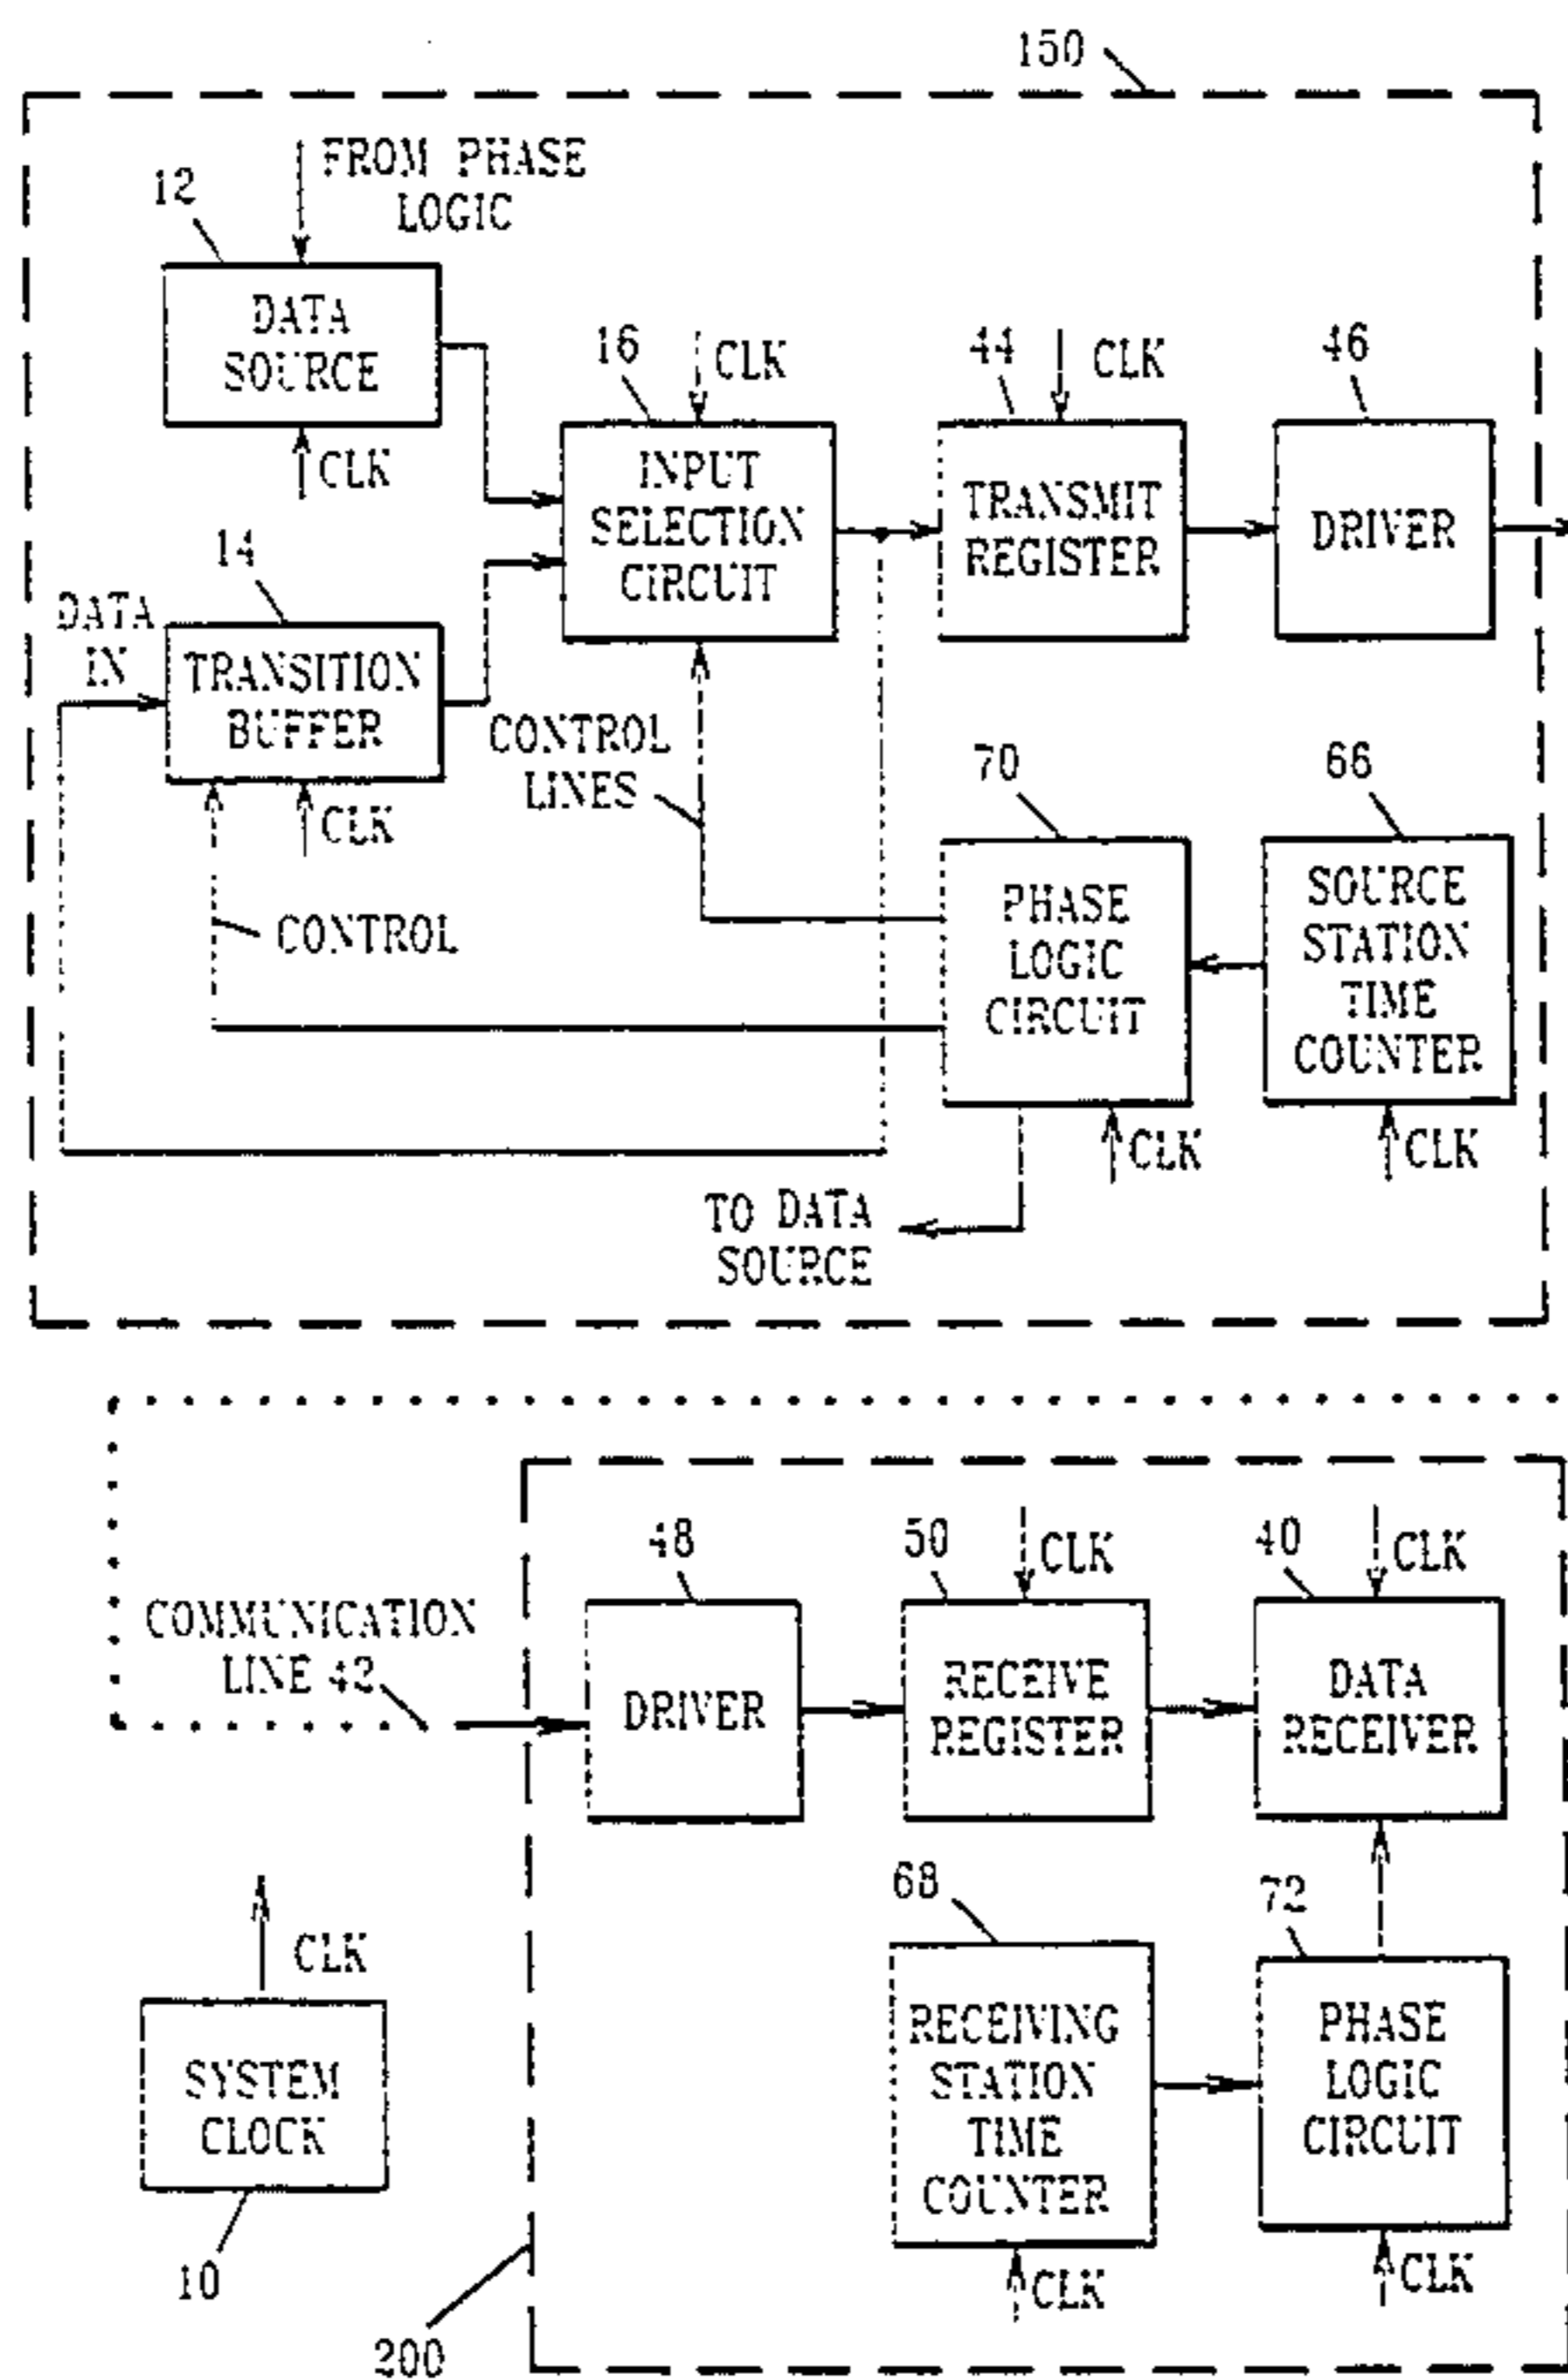 150
FROM PHASE
LOGIC
12
DATA
SOURCE
CLK
16
CLK
INPUT
SELECTION
CIRCUIT
44
CLK
TRANSMIT
REGISTER
46
DRIVER
14
DATA
IN
TRANSITION
BUFFER
CLK
CONTROL
LINES
CONTROL
70
PHASE
LOGIC
CIRCUIT
CLK
66
SOURCE
STATION
TIME
COUNTER
CLK
TO DATA
SOURCE
COMMUNICATION
LINE 42
48
DRIVER
50
CLK
RECEIVE
REGISTER
40
CLK
DATA
RECEIVER
68
RECEIVING
STATION
TIME
COUNTER
CLK
72
PHASE
LOGIC
CIRCUIT
CLK
CLK
SYSTEM
CLOCK
10
200